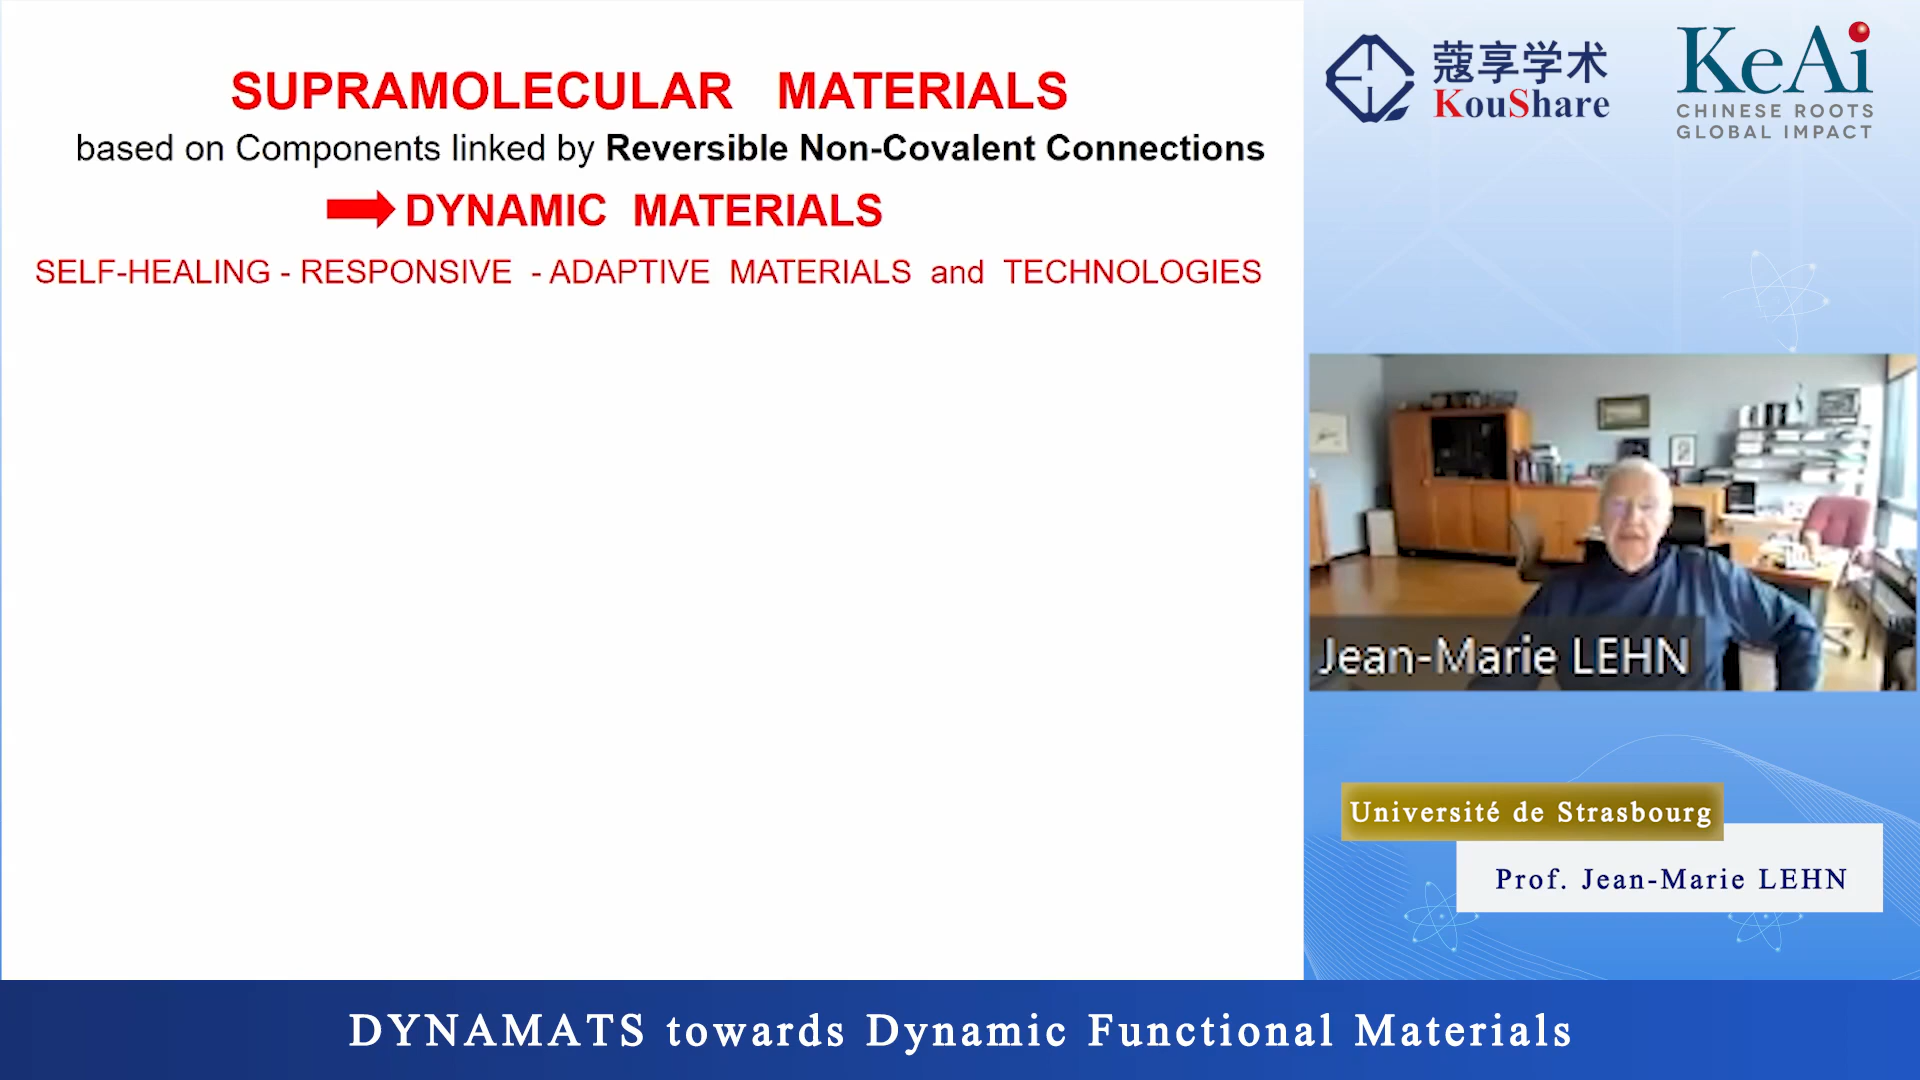 SUPRAMOLECULAR MATERIALS
based on Components linked by Reversible Non-Covalent Connections
DYNAMIC MATERIALS
SELF-HEALING - RESPONSIVE - ADAPTIVE MATERIALS and TECHNOLOGIES
蔻享学术
KouShare
KeAi
CHINESE ROOTS
GLOBAL IMPACT
Jean-Marie LEHN
Université de Strasbourg
Prof. Jean-Marie LEHN
DYNAMATS towards Dynamic Functional Materials